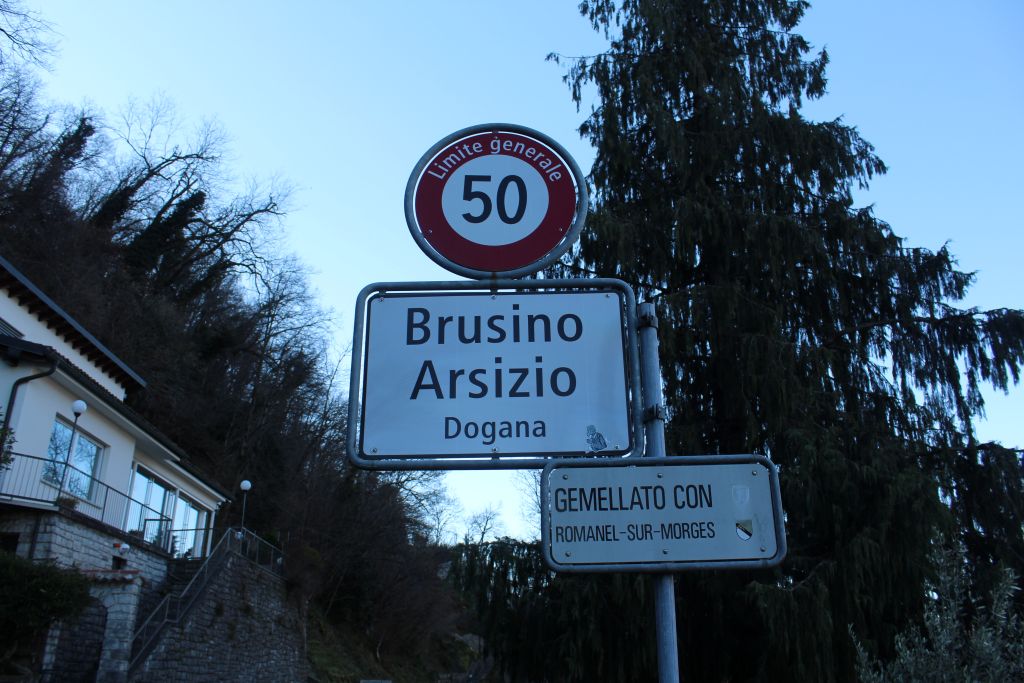 Limite generale
50
Brusino
Arsizio
Dogana
GEMELLATO CON
ROMANEL-SUR-MORGES